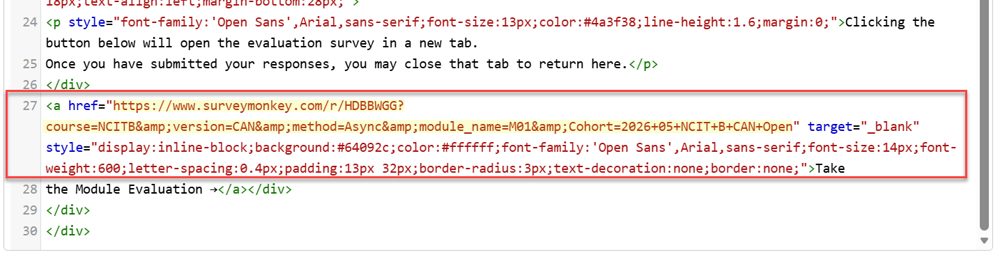 18px;text-align:left;margin-bottom:28px; >
24 <p style="font-family:'Open Sans',Arial,sans-serif;font-size:13px;color:#4a3f38;line-height:1.6;margin:0;">Clicking the
button below will open the evaluation survey in a new tab.
25 Once you have submitted your responses, you may close that tab to return here.</p>
26 </div>
27 <a href="https://www.surveymonkey.com/r/HDBBWGG?
course=NCITB&amp;version=CAN&amp;method=Async&amp;module_name=M01&amp;Cohort=2026+05+NCIT+B+CAN+Open" target="_blank"
style="display:inline-block;background:#64092c;color:#ffffff;font-family:'Open Sans',Arial,sans-serif;font-size:14px;font-
weight:600;letter-spacing:0.4px;padding:13px 32px;border-radius:3px;text-decoration:none;border:none;">Take
28 the Module Evaluation →</a></div>
29 </div>
30 </div>